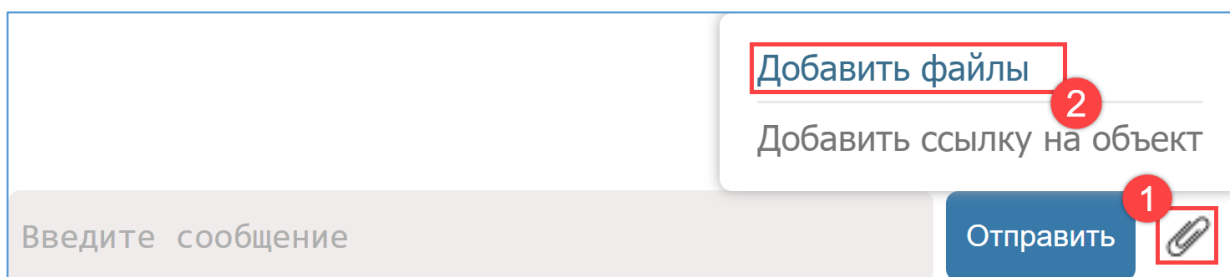 Добавить файлы
2
Добавить ссылку на объект
1
Введите сообщение
Отправить